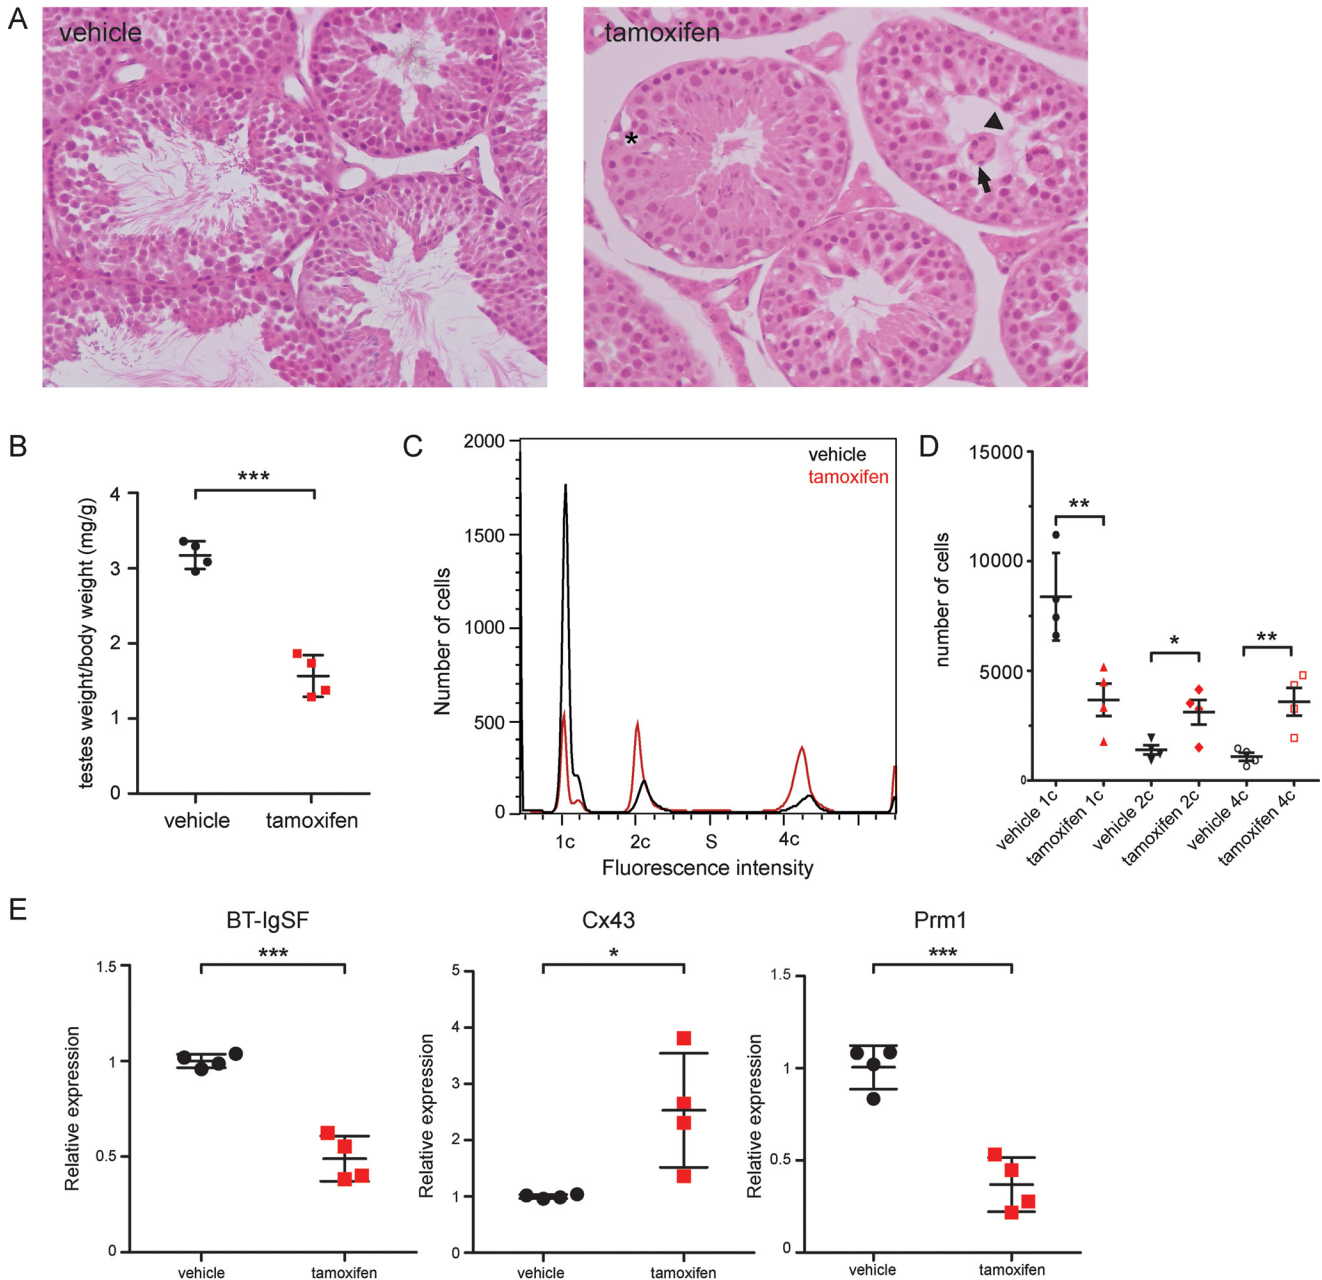 A
vehicle
tamoxifen
*
B
***
testes weight/body weight (mg/g)
4
3
2
1
0
vehicle
tamoxifen
C
2000
1500
1000
500
0
Number of cells
vehicle
tamoxifen
1c
2c
S
4c
Fluorescence intensity
D
15000
10000
5000
0
number of cells
**
*
**
vehicle 1c
tamoxifen 1c
vehicle 2c
tamoxifen 2c
vehicle 4c
tamoxifen 4c
E
BT-IgSF
***
Relative expression
1.5
1
0.5
0
vehicle
tamoxifen
Cx43
*
Relative expression
5
4
3
2
1
0
vehicle
tamoxifen
Prm1
***
Relative expression
1.5
1
0.5
0
vehicle
tamoxifen